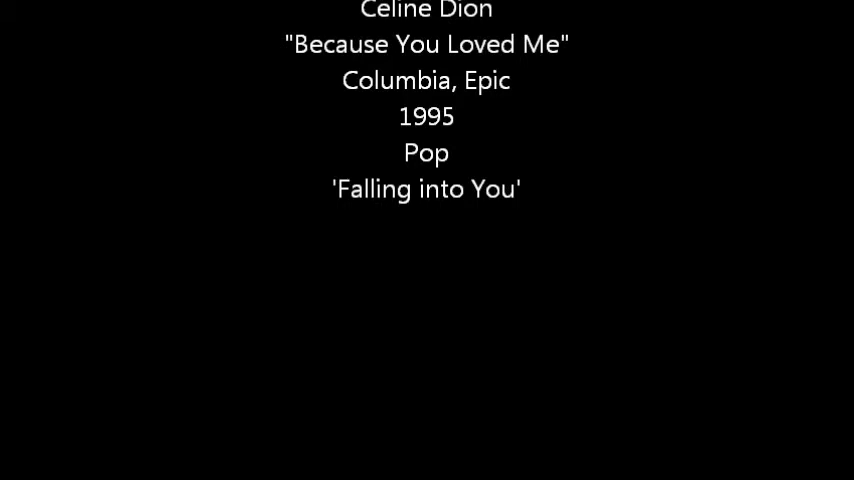 Celine Dion
"Because You Loved Me"
Columbia, Epic
1995
Pop
'Falling into You'